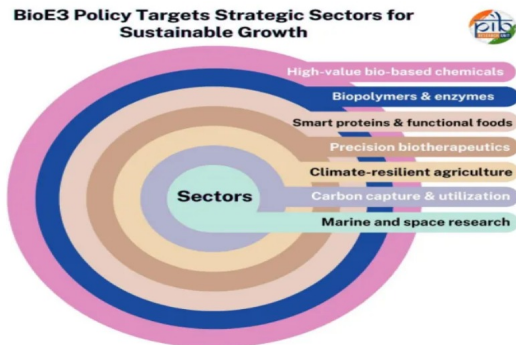 BioE3 Policy Targets Strategic Sectors for
Sustainable Growth
pib
High-value bio-based chemicals
Biopolymers & enzymes
Smart proteins & functional foods
Precision biotherapeutics
Climate-resilient agriculture
Carbon capture & utilization
Marine and space research
Sectors